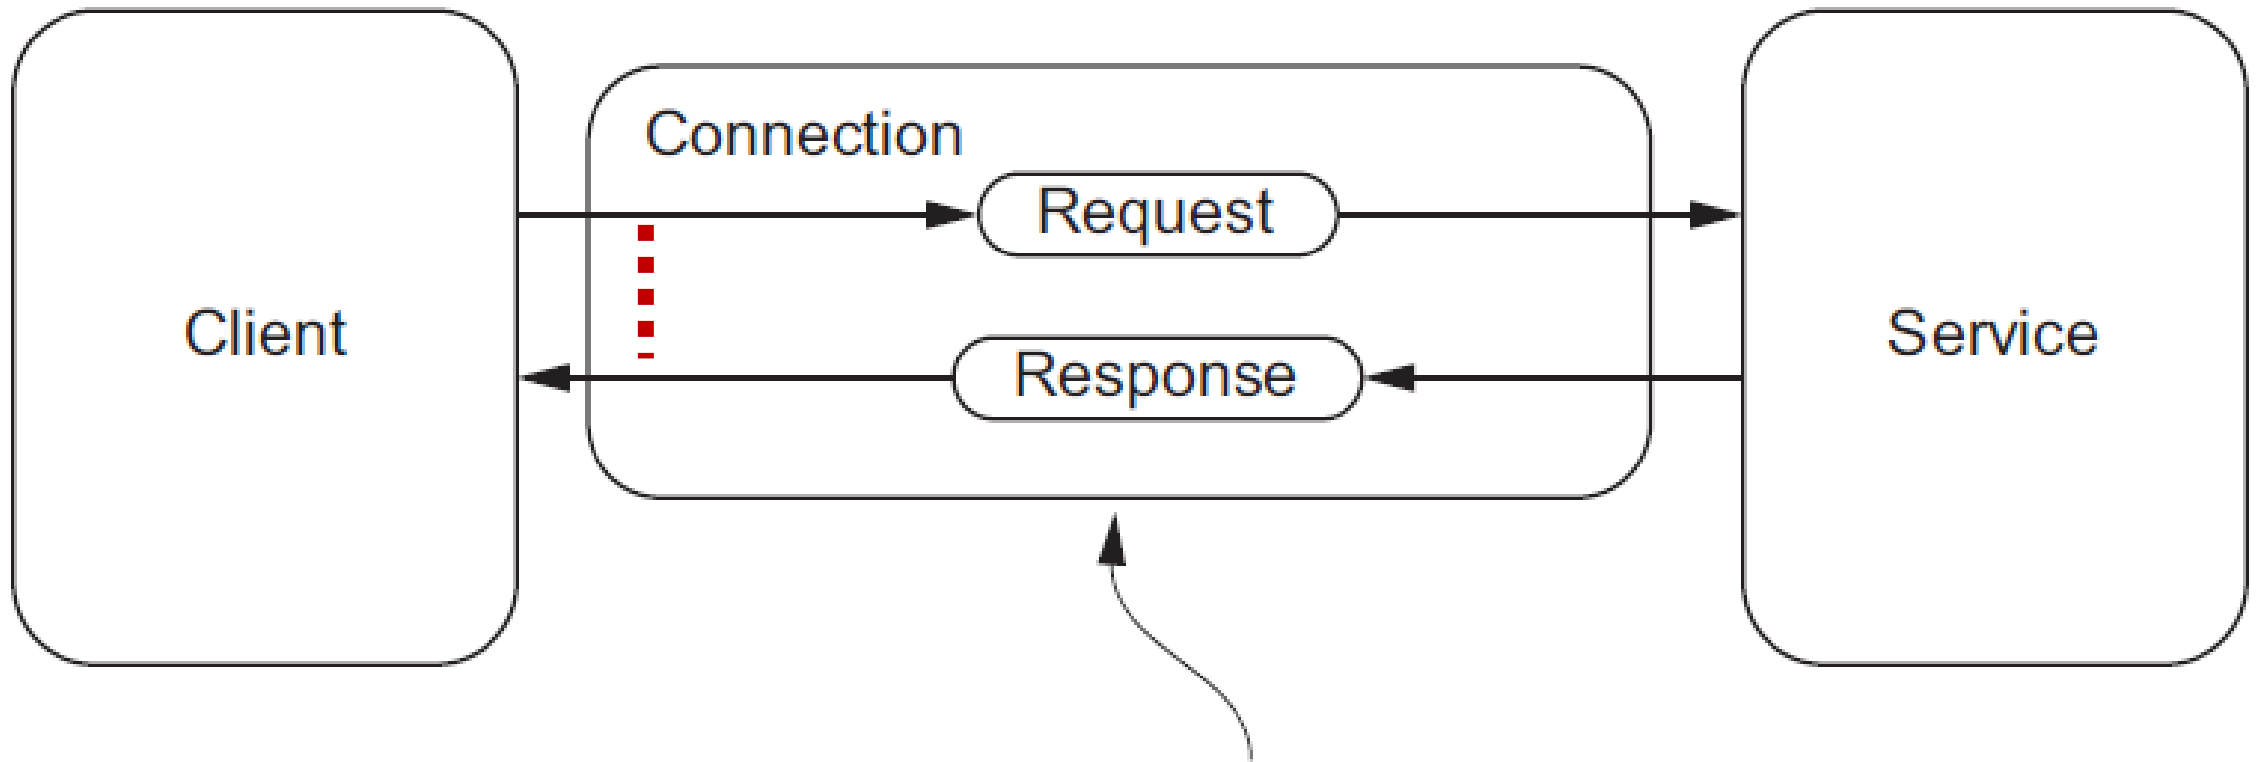 Connection
Request
Client
Service
Response